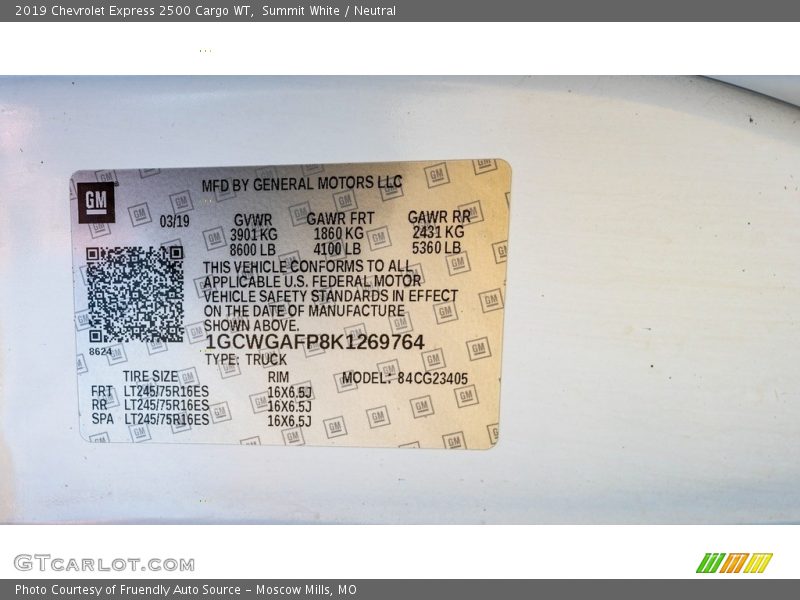 2019 Chevrolet Express 2500 Cargo WT,  Summit White / Neutral
GM
MFD BY GENERAL MOTORS LLC
03/19
GVWR GAWR FRT GAWR RR
3901 KG 1860 KG 2431 KG
8600 LB 4100 LB 5360 LB
THIS VEHICLE CONFORMS TO ALL
APPLICABLE U.S. FEDERAL MOTOR
VEHICLE SAFETY STANDARDS IN EFFECT
ON THE DATE OF MANUFACTURE
SHOWN ABOVE.
8624
1GCWGAFP8K1269764
TYPE: TRUCK
TIRE SIZE RIM MODEL: 84CG23405
FRT LT245/75R16ES 16X6.5J
RR LT245/75R16ES 16X6.5J
SPA LT245/75R16ES 16X6.5J
GTCARLOT.COM
Photo Courtesy of Fruendly Auto Source - Moscow Mills, MO